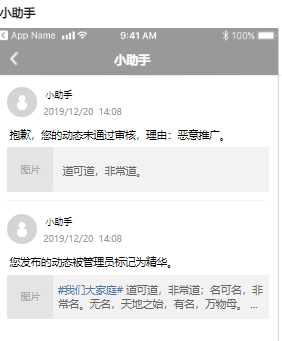 小助手
App Name 9:41 AM 100%
小助手
小助手
2019/12/20 14:08
抱歉，您的动态未通过审核，理由：恶意推广。
图片
道可道，非常道。
小助手
2019/12/20 14:08
您发布的动态被管理员标记为精华。
图片
#我们大家庭# 道可道，非常道；名可名，非
常名。无名，天地之始，有名，万物母。 ...